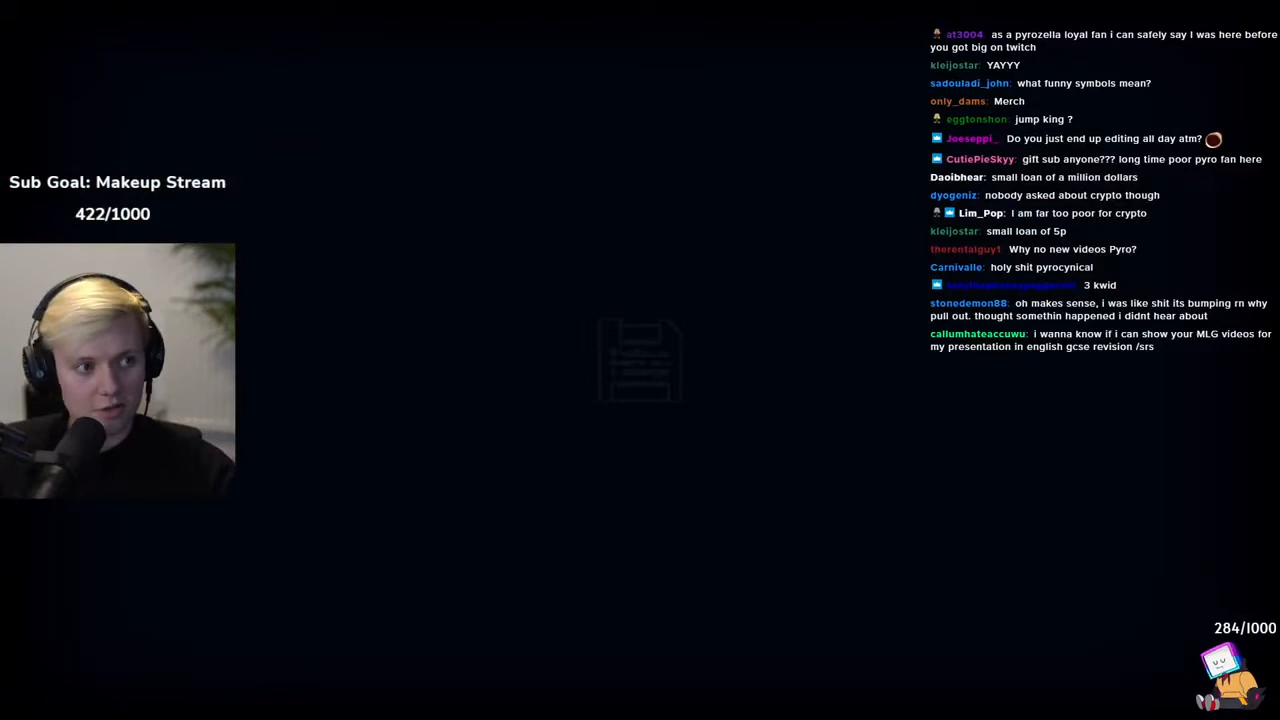 at3004 as a pyrozella loyal fan i can safely say I was here before
you got big on twitch
kleijostar: YAYYY
sadouladi_john: what funny symbols mean?
only_dams: Merch
eggtonshon: jump king ?
Joeseppi_ Do you just end up editing all day atm?
CutiePieSkyy: gift sub anyone??? long time poor pyro fan here
Daoibhear: small loan of a million dollars
dyogeniz: nobody asked about crypto though
Lim_Pop: I am far too poor for crypto
kleijostar: small loan of 5p
therentalguy1 Why no new videos Pyro?
Carnivalle: holy shit pyrocynical
3 kwid
stonedemon88: oh makes sense, i was like shit its bumping rn why
pull out. thought somethin happened i didnt hear about
callumhateaccuwu: i wanna know if i can show your MLG videos for
my presentation in english gcse revision /srs
Sub Goal: Makeup Stream
422/1000
284/1000